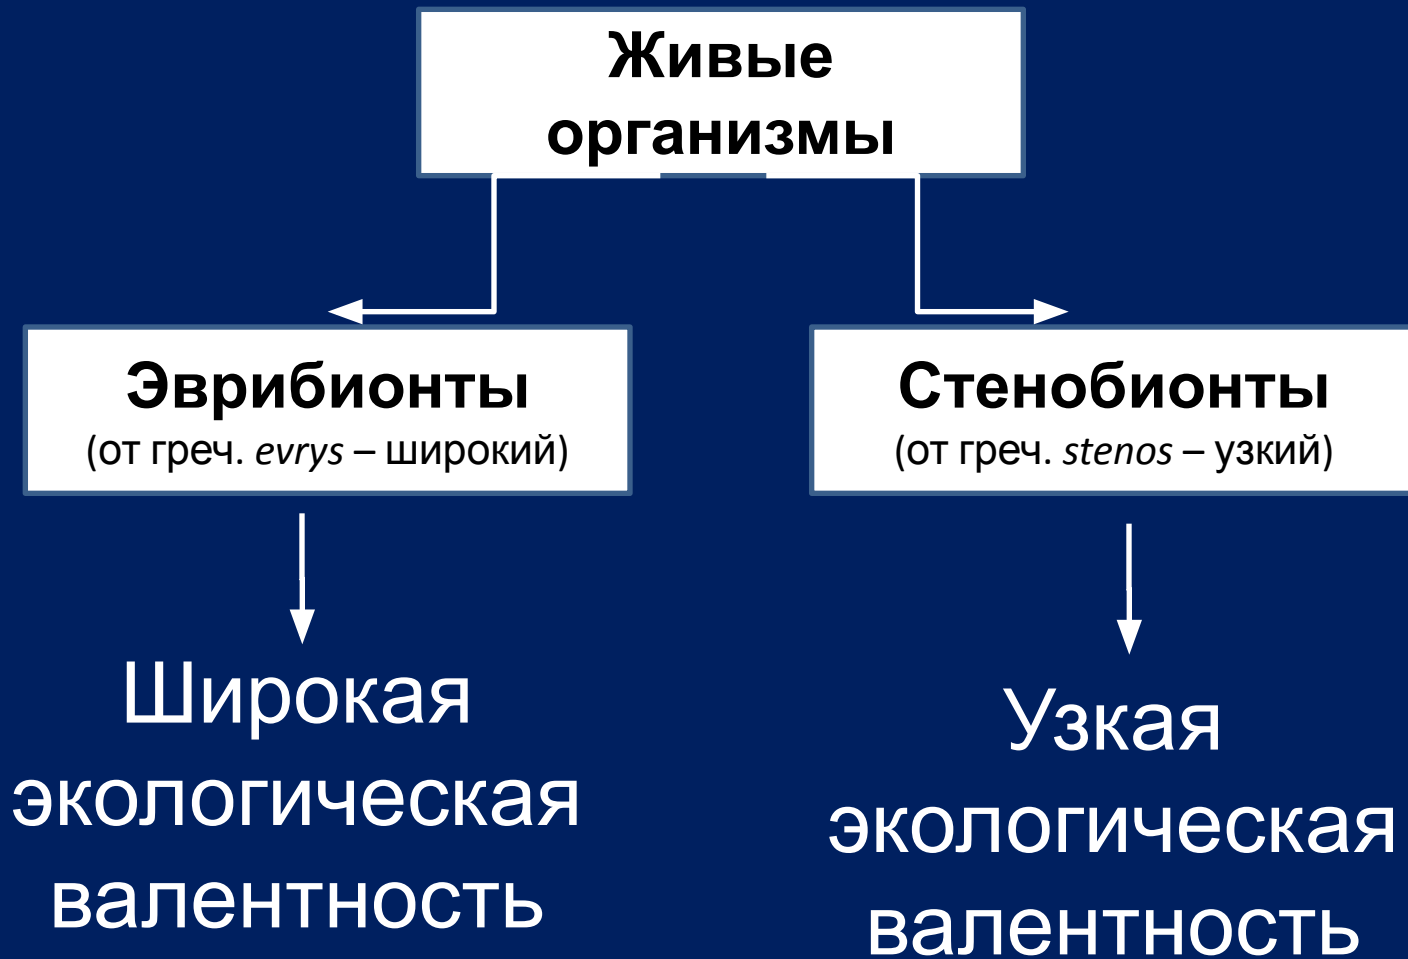 Живые
организмы
Эврибионты
(от греч. evrys – широкий)
Стенобионты
(от греч. stenos – узкий)
Широкая
экологическая
валентность
Узкая
экологическая
валентность